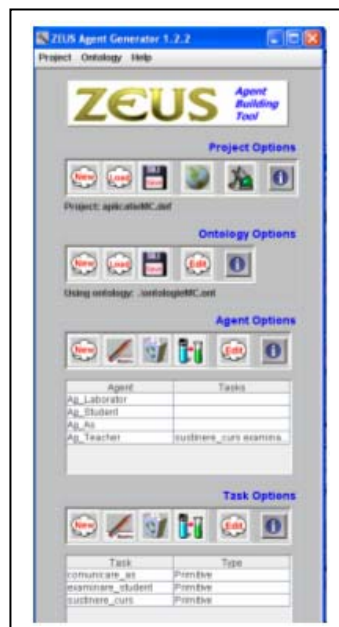 ZEUS Agent Generator 1.2.2
Project Ontology Help
ZEUS Agent Building Tool
Project Options
New Load Save
Project: aplicatieMC.def
Ontology Options
New Load Save Edit
Using ontology: .\ontologieMC.ont
Agent Options
New Edit
Agent Tasks
Ag_Laborator
Ag_Student
Ag_As
Ag_Teacher sustinere_curs examina...
Task Options
New Edit
Task Type
comunicare_as Primitive
examinare_student Primitive
sustinere_curs Primitive